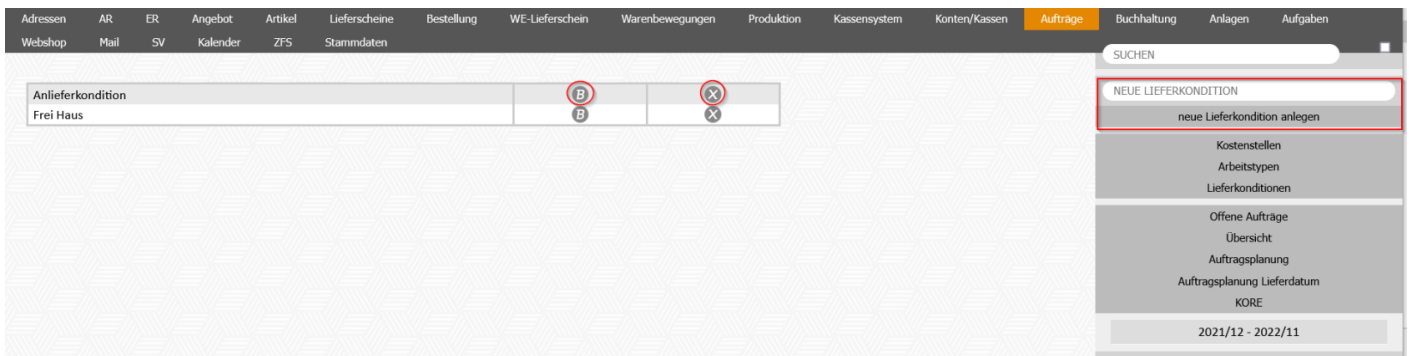 Adressen AR ER Angebot Artikel Lieferscheine Bestellung WE-Lieferschein Warenbewegungen Produktion Kassensystem Konten/Kassen Aufträge Buchhaltung Anlagen Aufgaben
Webshop Mail SV Kalender ZFS Stammdaten
SUCHEN
Anlieferkondition B X
Frei Haus B X
NEUE LIEFERKONDITION
neue Lieferkondition anlegen
Kostenstellen
Arbeitstypen
Lieferkonditionen
Offene Aufträge
Übersicht
Auftragsplanung
Auftragsplanung Lieferdatum
KORE
2021/12 - 2022/11